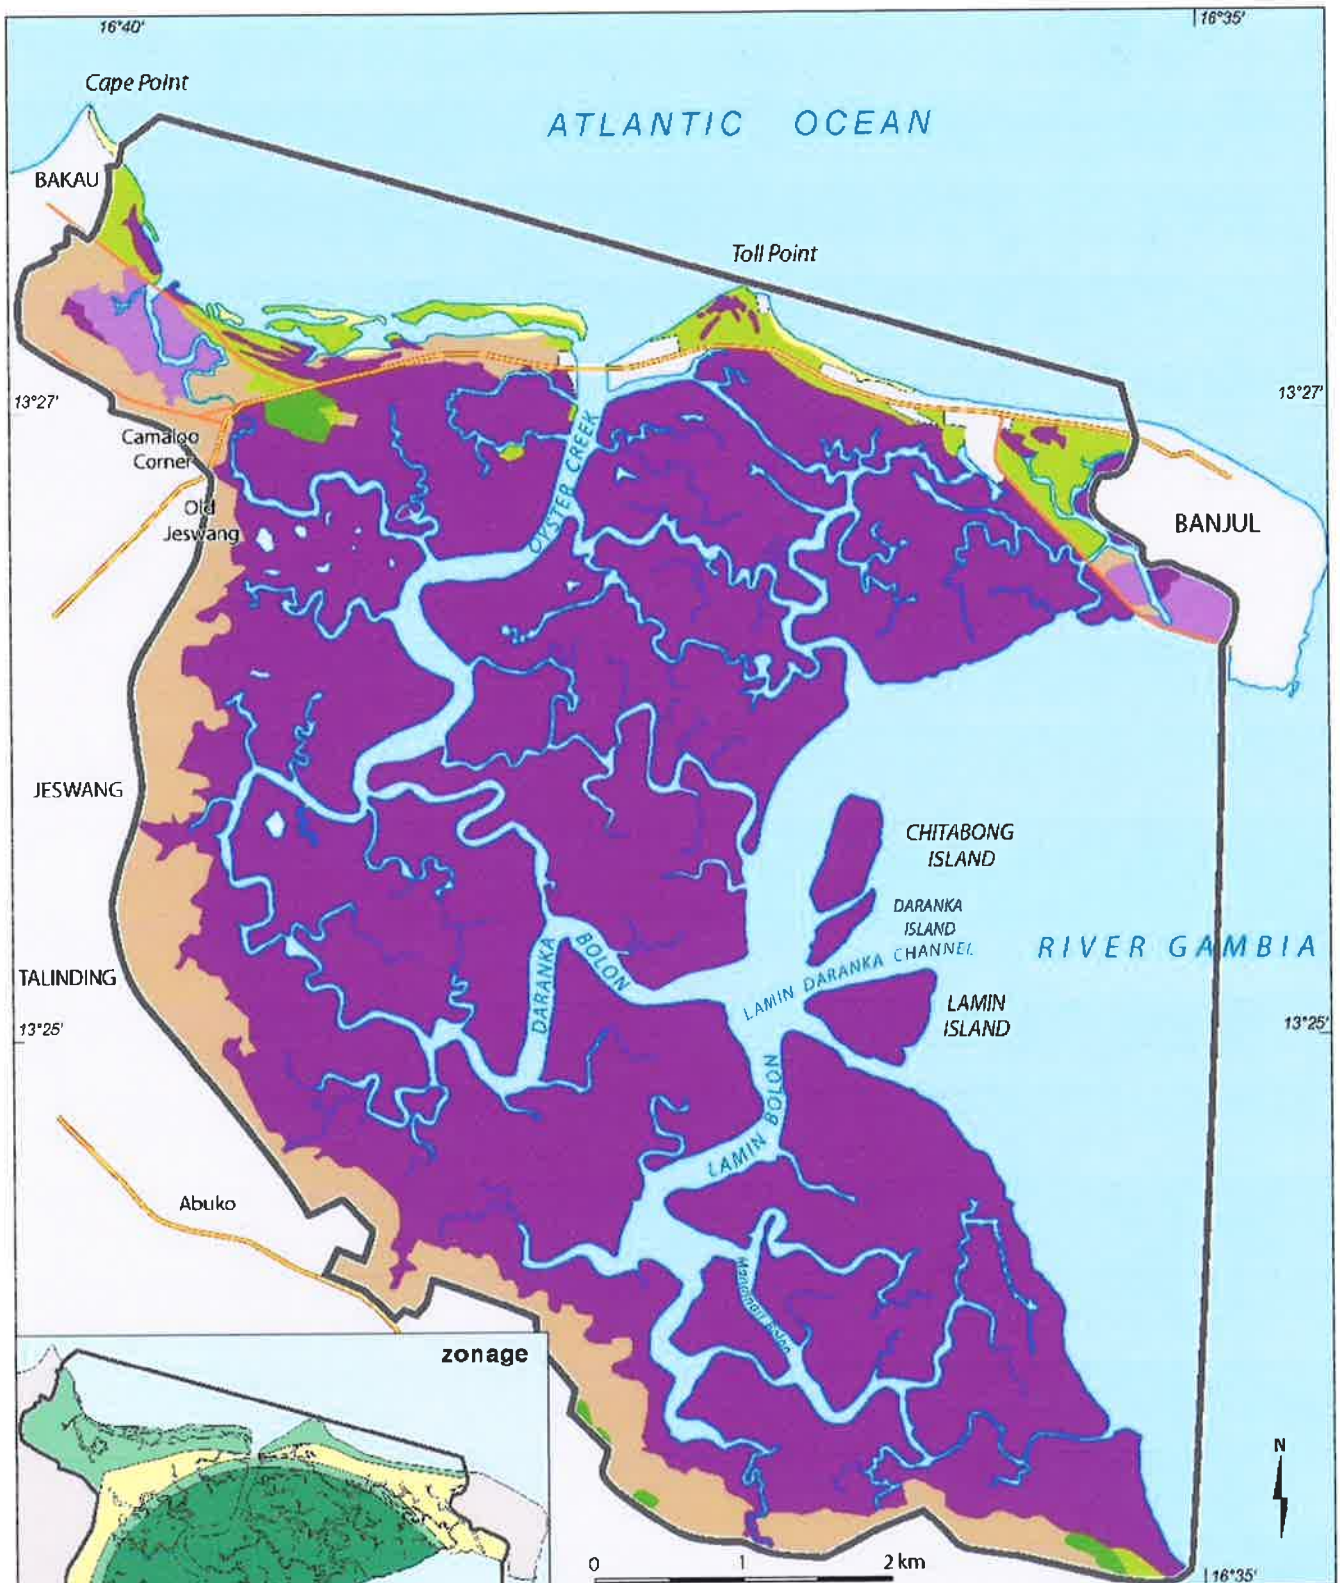 16°40'
16°35'
Cape Point
ATLANTIC OCEAN
BAKAU
Toll Point
13°27'
13°27'
Camaloo
Corner
OYSTER CREEK
Old
Jeswang
BANJUL
JESWANG
CHITABONG
ISLAND
DARANKA
ISLAND
CHANNEL
BOLON
DARANKA
RIVER GAMBIA
TALINDING
LAMIN DARANKA
LAMIN
ISLAND
13°25'
13°25'
LAMIN BOLON
BOLON
Abuko
zonage
N
0 1 2 km
16°35'